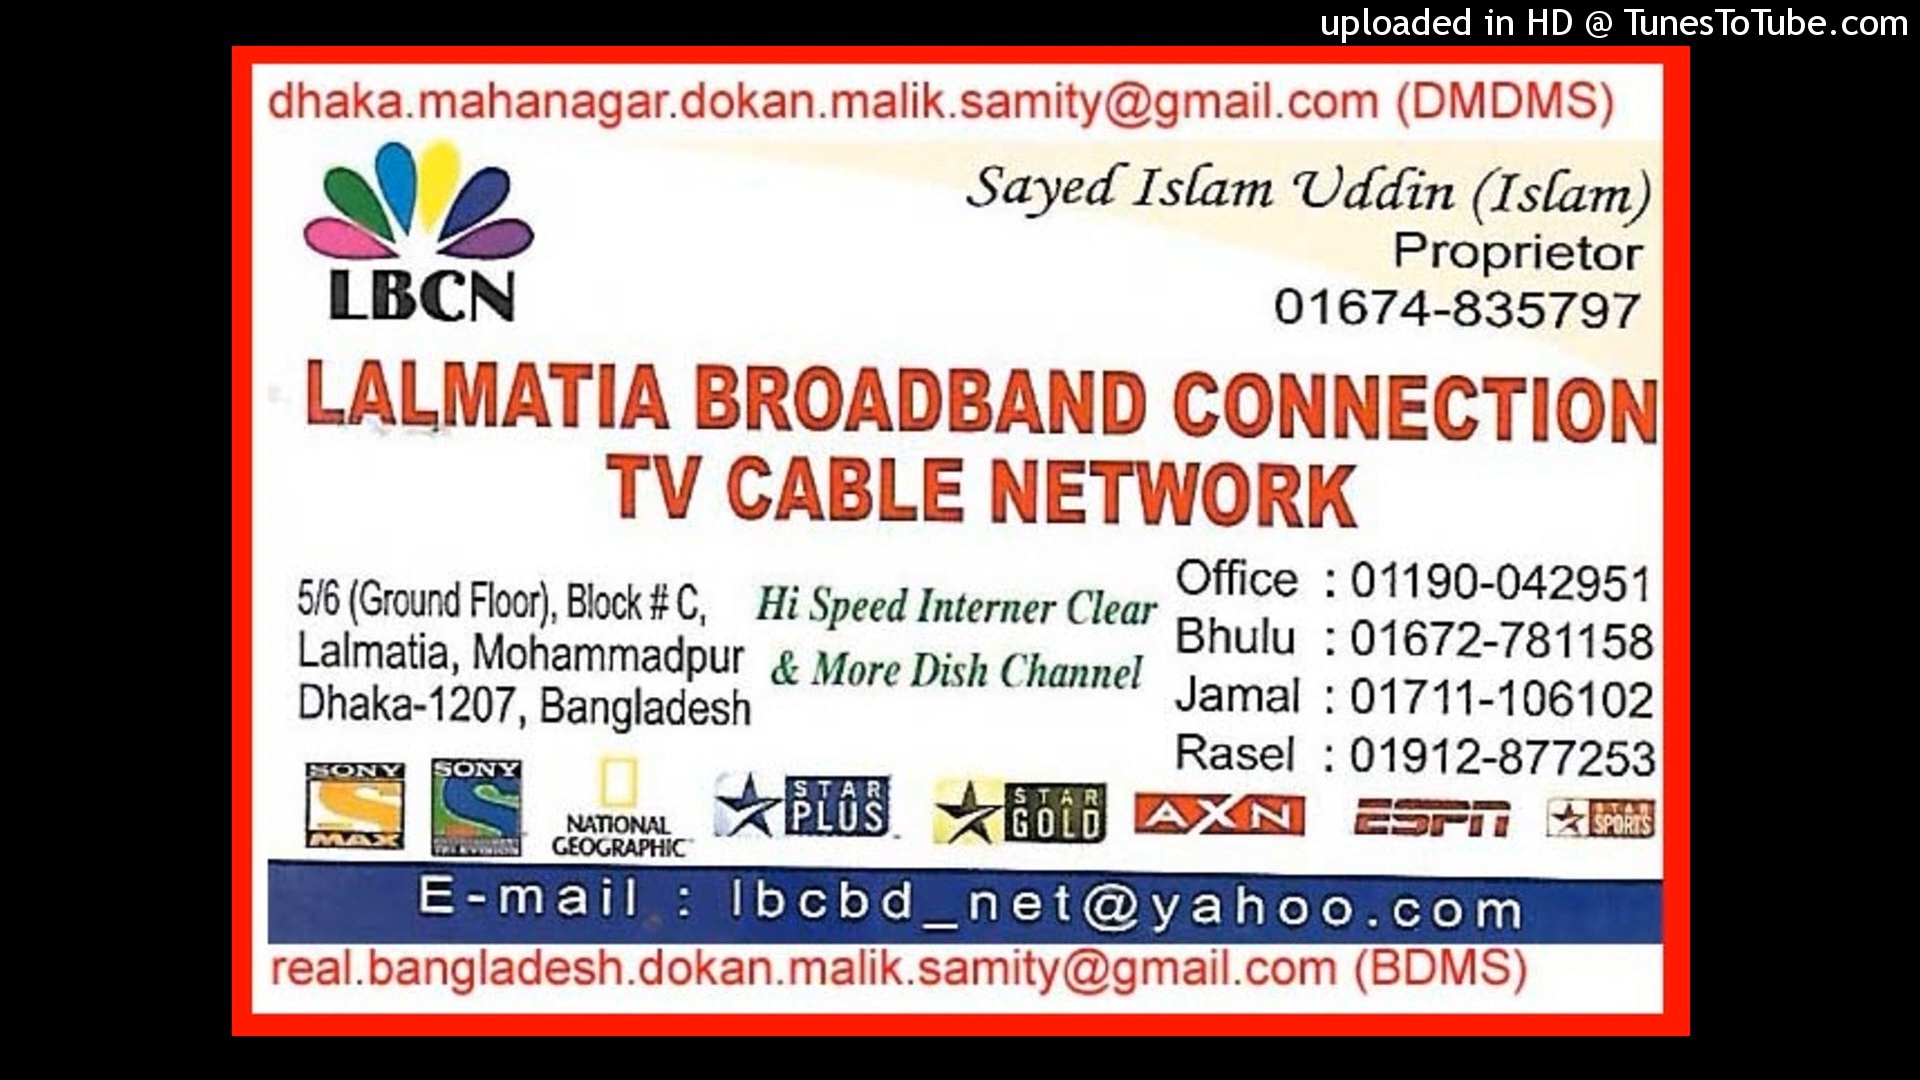 uploaded in HD @ TunesToTube.com
dhaka.mahanagar.dokan.malik.samity@gmail.com (DMDMS)
LBCN
Sayed Islam Uddin (Islam)
Proprietor
01674-835797
LALMATIA BROADBAND CONNECTION
TV CABLE NETWORK
5/6 (Ground Floor), Block # C,
Lalmatia, Mohammadpur
Dhaka-1207, Bangladesh
Hi Speed Interner Clear
& More Dish Channel
Office : 01190-042951
Bhulu : 01672-781158
Jamal : 01711-106102
Rasel : 01912-877253
SONY MAX
SONY
NATIONAL GEOGRAPHIC
STAR PLUS
STAR GOLD
AXN
ESPN
STAR SPORTS
E-mail : lbcbd_net@yahoo.com
real.bangladesh.dokan.malik.samity@gmail.com (BDMS)